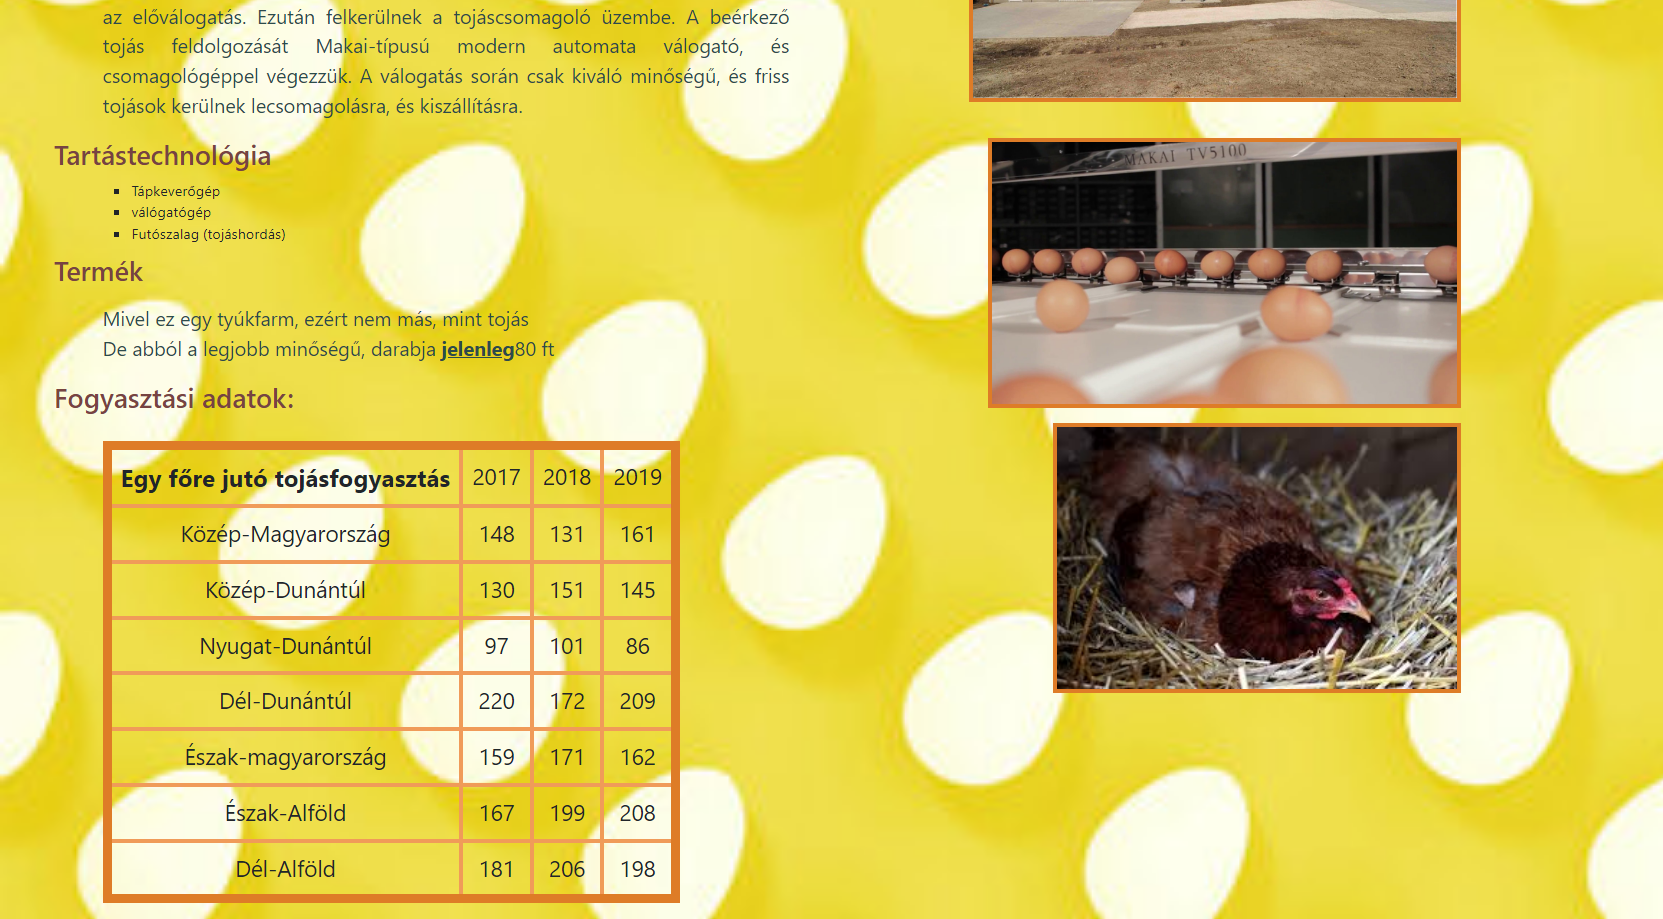 az előválogatás. Ezután felkerülnek a tojáscsomagoló üzembe. A beérkező
tojás feldolgozását Makai-típusú modern automata válogató, és
csomagológéppel végezzük. A válogatás során csak kiváló minőségű, és friss
tojások kerülnek lecsomagolásra, és kiszállításra.
Tartástechnológia
Tápkeverőgép
válógatógép
Futószalag (tojáshordás)
Termék
Mivel ez egy tyúkfarm, ezért nem más, mint tojás
De abból a legjobb minőségű, darabja jelenleg80 ft
Fogyasztási adatok:
Egy főre jutó tojásfogyasztás 2017 2018 2019
Közép-Magyarország 148 131 161
Közép-Dunántúl 130 151 145
Nyugat-Dunántúl 97 101 86
Dél-Dunántúl 220 172 209
Észak-magyarország 159 171 162
Észak-Alföld 167 199 208
Dél-Alföld 181 206 198
MAKAI TV5100